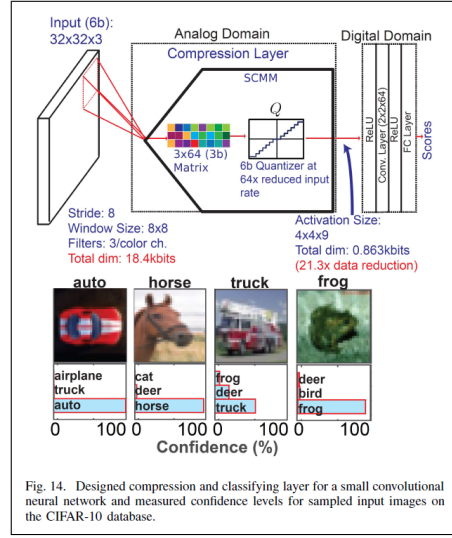 Input (6b):
32x32x3
Analog Domain
Digital Domain
Compression Layer
SCMM
Q
3x64 (3b)
Matrix
6b Quantizer at
64x reduced input
rate
ReLU
Conv. Layer (2x2x64)
ReLU
FC Layer
Scores
Stride: 8
Window Size: 8x8
Filters: 3/color ch.
Total dim: 18.4kbits
Activation Size:
4x4x9
Total dim: 0.863kbits
(21.3x data reduction)
auto
horse
truck
frog
airplane
truck
auto
cat
deer
horse
frog
deer
truck
deer
bird
frog
0 100 0 100 0 100 0 100
Confidence (%)
Fig. 14. Designed compression and classifying layer for a small convolutional
neural network and measured confidence levels for sampled input images on
the CIFAR-10 database.